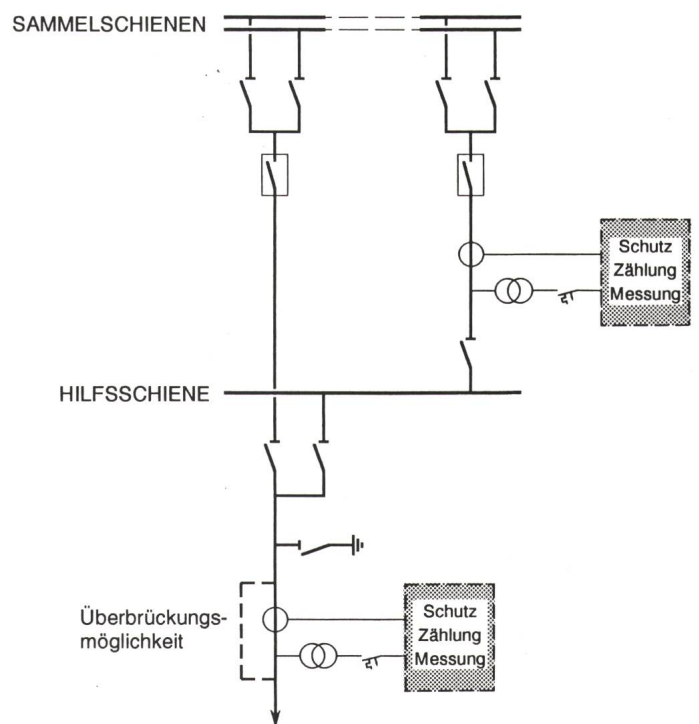 SAMMELSCHIENEN
Schutz
Zählung
Messung
HILFSSCHIENE
Überbrückungs-
möglichkeit
Schutz
Zählung
Messung